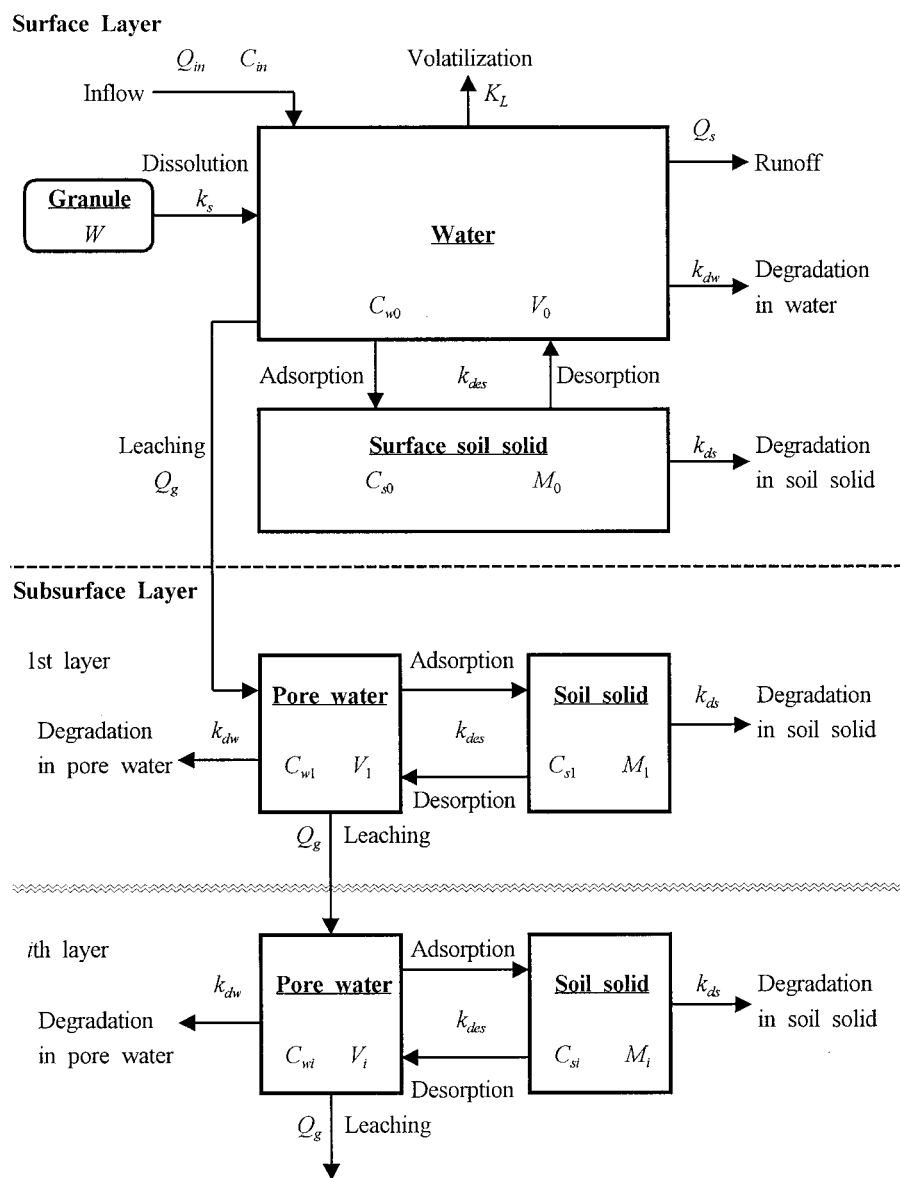 Surface Layer
Q_in C_in
Inflow
Volatilization
K_L
Q_s
Runoff
Dissolution
k_s
Granule
W
Water
k_dw
Degradation
in water
C_w0 V_0
Adsorption
k_des
Desorption
Leaching
Q_g
Surface soil solid
C_s0 M_0
k_ds
Degradation
in soil solid
Subsurface Layer
1st layer
Pore water
Adsorption
Soil solid
k_ds
Degradation
in soil solid
Degradation
in pore water
k_dw
k_des
C_w1 V_1
C_s1 M_1
Desorption
Q_g Leaching
ith layer
Pore water
Adsorption
Soil solid
k_dw
k_ds
Degradation
in soil solid
Degradation
in pore water
k_des
C_wi V_i
C_si M_i
Desorption
Q_g Leaching